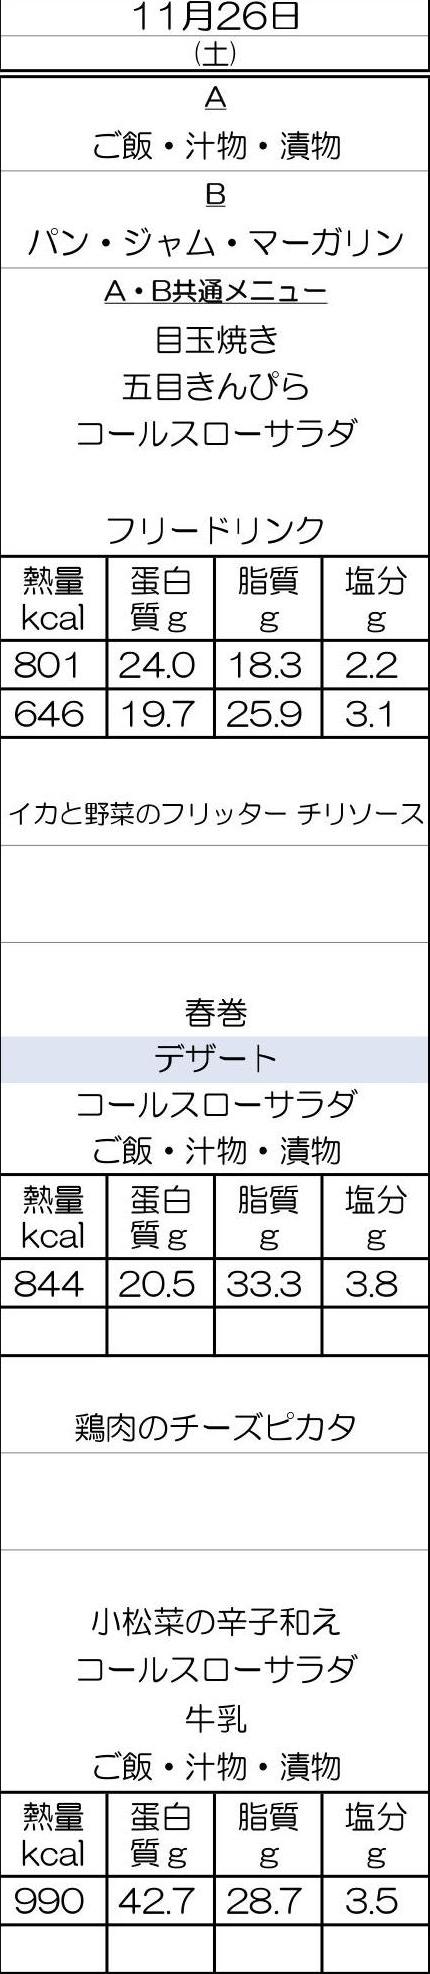 11月26日
(土)
A
ご飯・汁物・漬物
B
パン・ジャム・マーガリン
A・B共通メニュー
目玉焼き
五目きんぴら
コールスローサラダ
フリードリンク
熱量 蛋白 脂質 塩分
kcal 質g g g
801 24.0 18.3 2.2
646 19.7 25.9 3.1
イカと野菜のフリッター チリソース
春巻
デザート
コールスローサラダ
ご飯・汁物・漬物
熱量 蛋白 脂質 塩分
kcal 質g g g
844 20.5 33.3 3.8
鶏肉のチーズピカタ
小松菜の辛子和え
コールスローサラダ
牛乳
ご飯・汁物・漬物
熱量 蛋白 脂質 塩分
kcal 質g g g
990 42.7 28.7 3.5